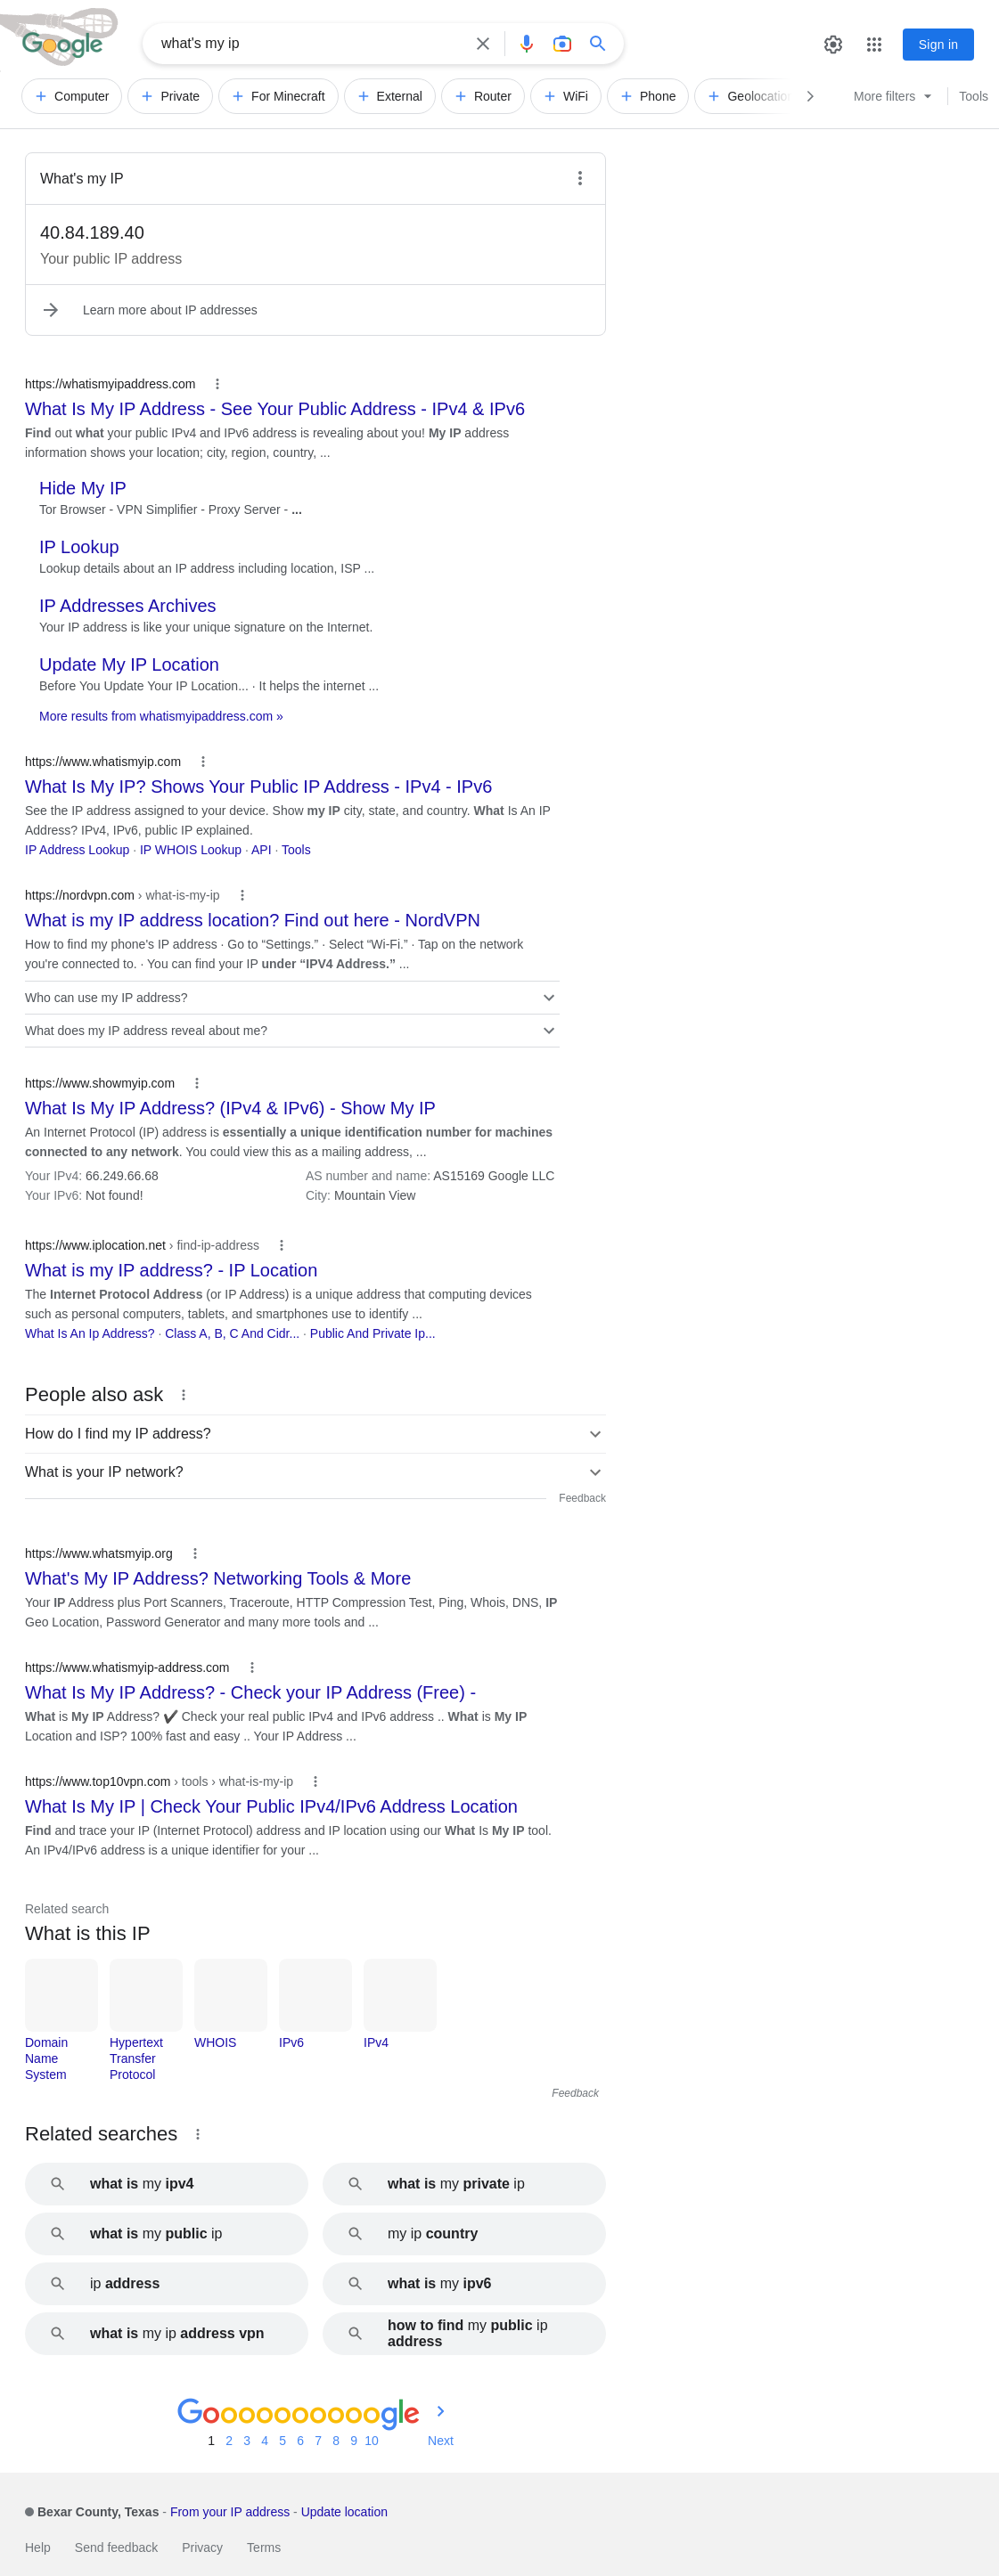 Google
what's my ip
Sign in
Computer
Private
For Minecraft
External
Router
WiFi
Phone
Geolocation
More filters
Tools
What's my IP
40.84.189.40
Your public IP address
Learn more about IP addresses
https://whatismyipaddress.com
What Is My IP Address - See Your Public Address - IPv4 & IPv6
Find out what your public IPv4 and IPv6 address is revealing about you! My IP address
information shows your location; city, region, country, ...
Hide My IP
Tor Browser - VPN Simplifier - Proxy Server - ...
IP Lookup
Lookup details about an IP address including location, ISP ...
IP Addresses Archives
Your IP address is like your unique signature on the Internet.
Update My IP Location
Before You Update Your IP Location... · It helps the internet ...
More results from whatismyipaddress.com »
https://www.whatismyip.com
What Is My IP? Shows Your Public IP Address - IPv4 - IPv6
See the IP address assigned to your device. Show my IP city, state, and country. What Is An IP
Address? IPv4, IPv6, public IP explained.
IP Address Lookup · IP WHOIS Lookup · API · Tools
https://nordvpn.com › what-is-my-ip
What is my IP address location? Find out here - NordVPN
How to find my phone's IP address · Go to “Settings.” · Select “Wi-Fi.” · Tap on the network
you're connected to. · You can find your IP under “IPV4 Address.” ...
Who can use my IP address?
What does my IP address reveal about me?
https://www.showmyip.com
What Is My IP Address? (IPv4 & IPv6) - Show My IP
An Internet Protocol (IP) address is essentially a unique identification number for machines
connected to any network. You could view this as a mailing address, ...
Your IPv4: 66.249.66.68
AS number and name: AS15169 Google LLC
Your IPv6: Not found!
City: Mountain View
https://www.iplocation.net › find-ip-address
What is my IP address? - IP Location
The Internet Protocol Address (or IP Address) is a unique address that computing devices
such as personal computers, tablets, and smartphones use to identify ...
What Is An Ip Address? · Class A, B, C And Cidr... · Public And Private Ip...
People also ask
How do I find my IP address?
What is your IP network?
Feedback
https://www.whatsmyip.org
What's My IP Address? Networking Tools & More
Your IP Address plus Port Scanners, Traceroute, HTTP Compression Test, Ping, Whois, DNS, IP
Geo Location, Password Generator and many more tools and ...
https://www.whatismyip-address.com
What Is My IP Address? - Check your IP Address (Free) -
What is My IP Address? ✔️ Check your real public IPv4 and IPv6 address .. What is My IP
Location and ISP? 100% fast and easy .. Your IP Address ...
https://www.top10vpn.com › tools › what-is-my-ip
What Is My IP | Check Your Public IPv4/IPv6 Address Location
Find and trace your IP (Internet Protocol) address and IP location using our What Is My IP tool.
An IPv4/IPv6 address is a unique identifier for your ...
Related search
What is this IP
Domain
Name
System
Hypertext
Transfer
Protocol
WHOIS
IPv6
IPv4
Feedback
Related searches
what is my ipv4
what is my private ip
what is my public ip
my ip country
ip address
what is my ipv6
what is my ip address vpn
how to find my public ip
address
Goooooooooogle
1 2 3 4 5 6 7 8 9 10 Next
Bexar County, Texas - From your IP address - Update location
Help Send feedback Privacy Terms